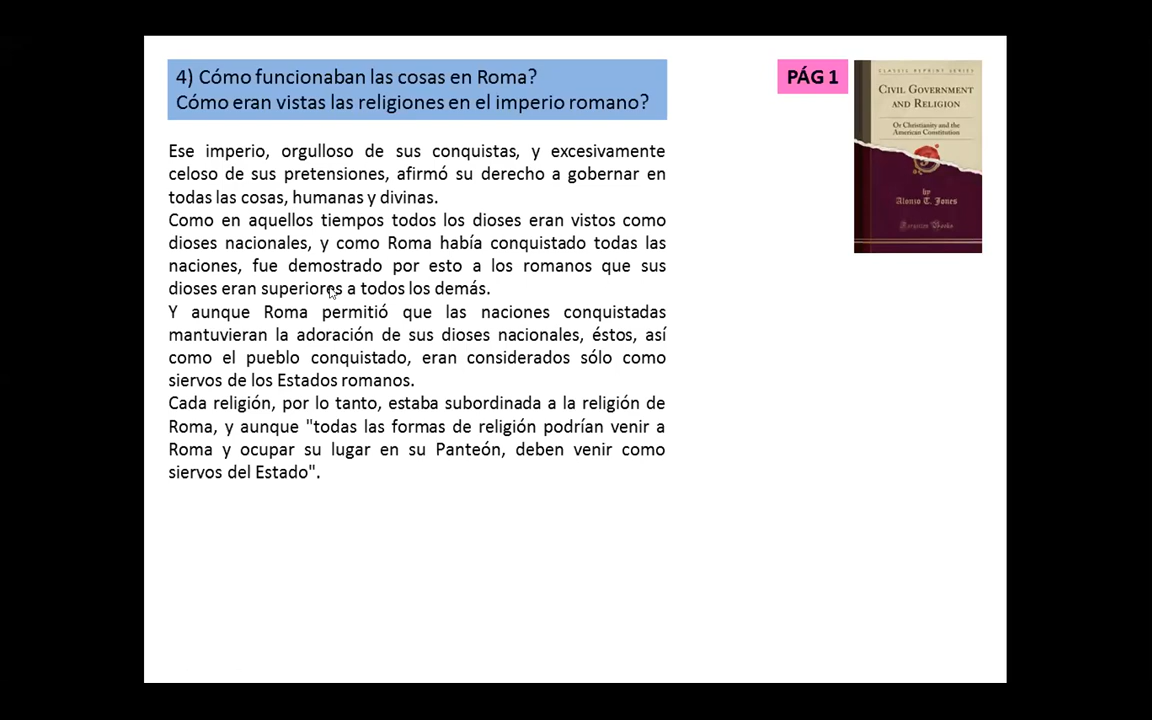 4) Cómo funcionaban las cosas en Roma?
Cómo eran vistas las religiones en el imperio romano?
Ese imperio, orgulloso de sus conquistas, y excesivamente
celoso de sus pretensiones, afirmó su derecho a gobernar en
todas las cosas, humanas y divinas.
Como en aquellos tiempos todos los dioses eran vistos como
dioses nacionales, y como Roma había conquistado todas las
naciones, fue demostrado por esto a los romanos que sus
dioses eran superiores a todos los demás.
Y aunque Roma permitió que las naciones conquistadas
mantuvieran la adoración de sus dioses nacionales, éstos, así
como el pueblo conquistado, eran considerados sólo como
siervos de los Estados romanos.
Cada religión, por lo tanto, estaba subordinada a la religión de
Roma, y aunque "todas las formas de religión podrían venir a
Roma y ocupar su lugar en su Panteón, deben venir como
siervos del Estado".
PÁG 1
CLASSIC REPRINT SERIES
CIVIL GOVERNMENT
AND RELIGION
Or Christianity and the
American Constitution
by
Alonzo T. Jones
Forgotten Books